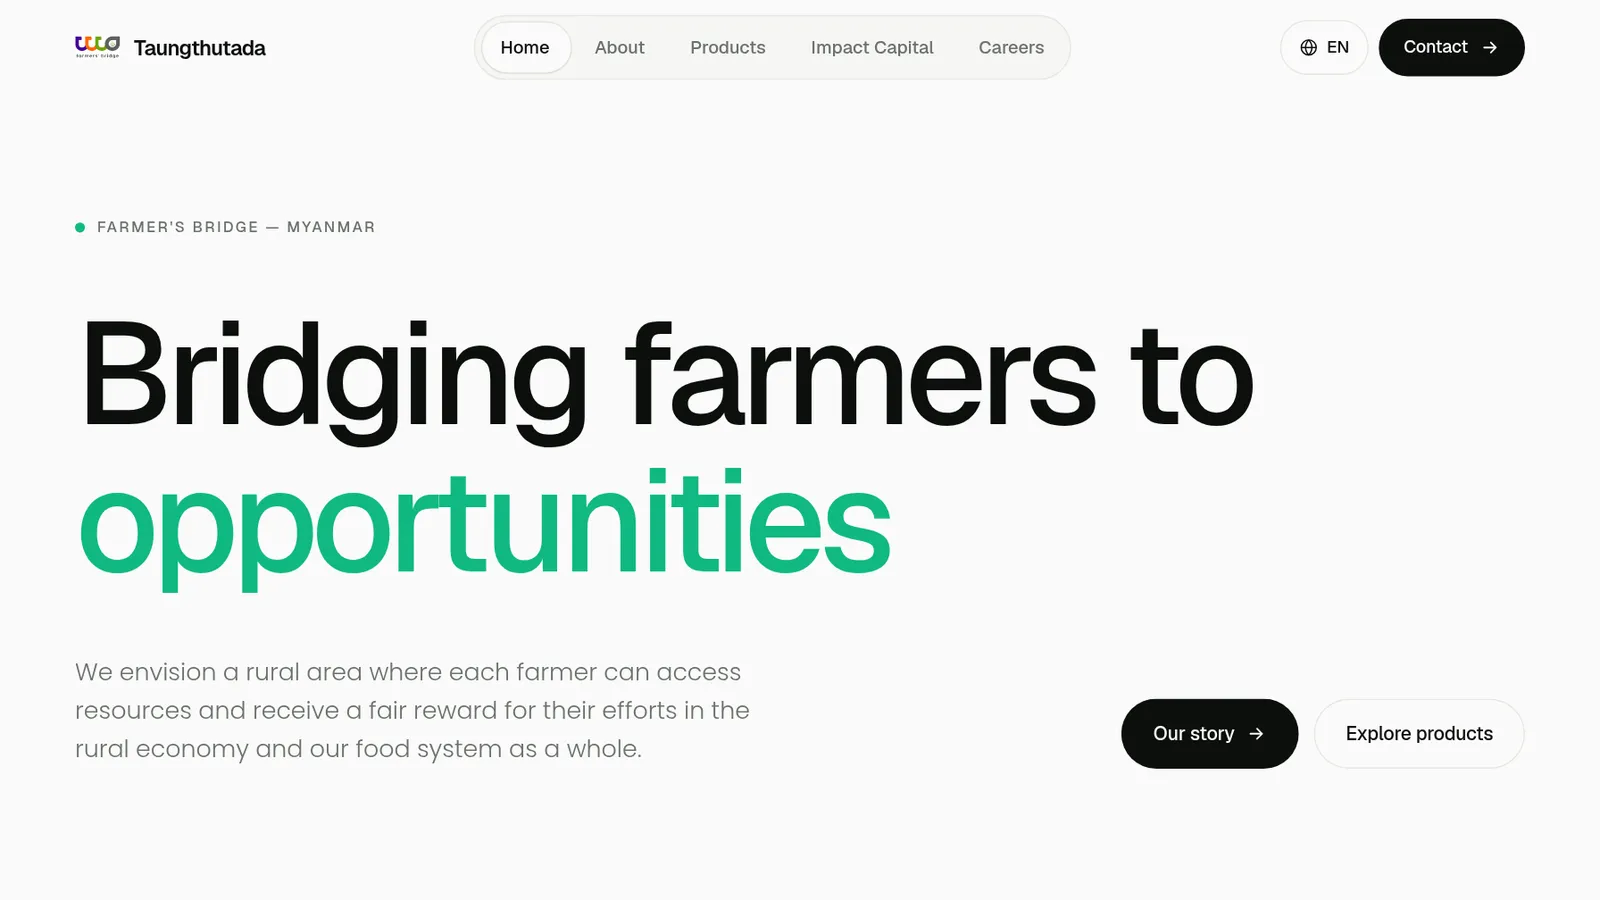 farmers' bridge
Taungthutada
Home
About
Products
Impact Capital
Careers
EN
Contact →
FARMER'S BRIDGE — MYANMAR
Bridging farmers to
opportunities
We envision a rural area where each farmer can access
resources and receive a fair reward for their efforts in the
rural economy and our food system as a whole.
Our story →
Explore products